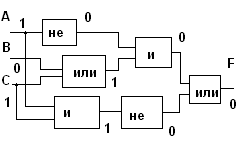 A 1 не 0
и 0
B 0 или 1
F
или 0
C 1 и 1 не 0